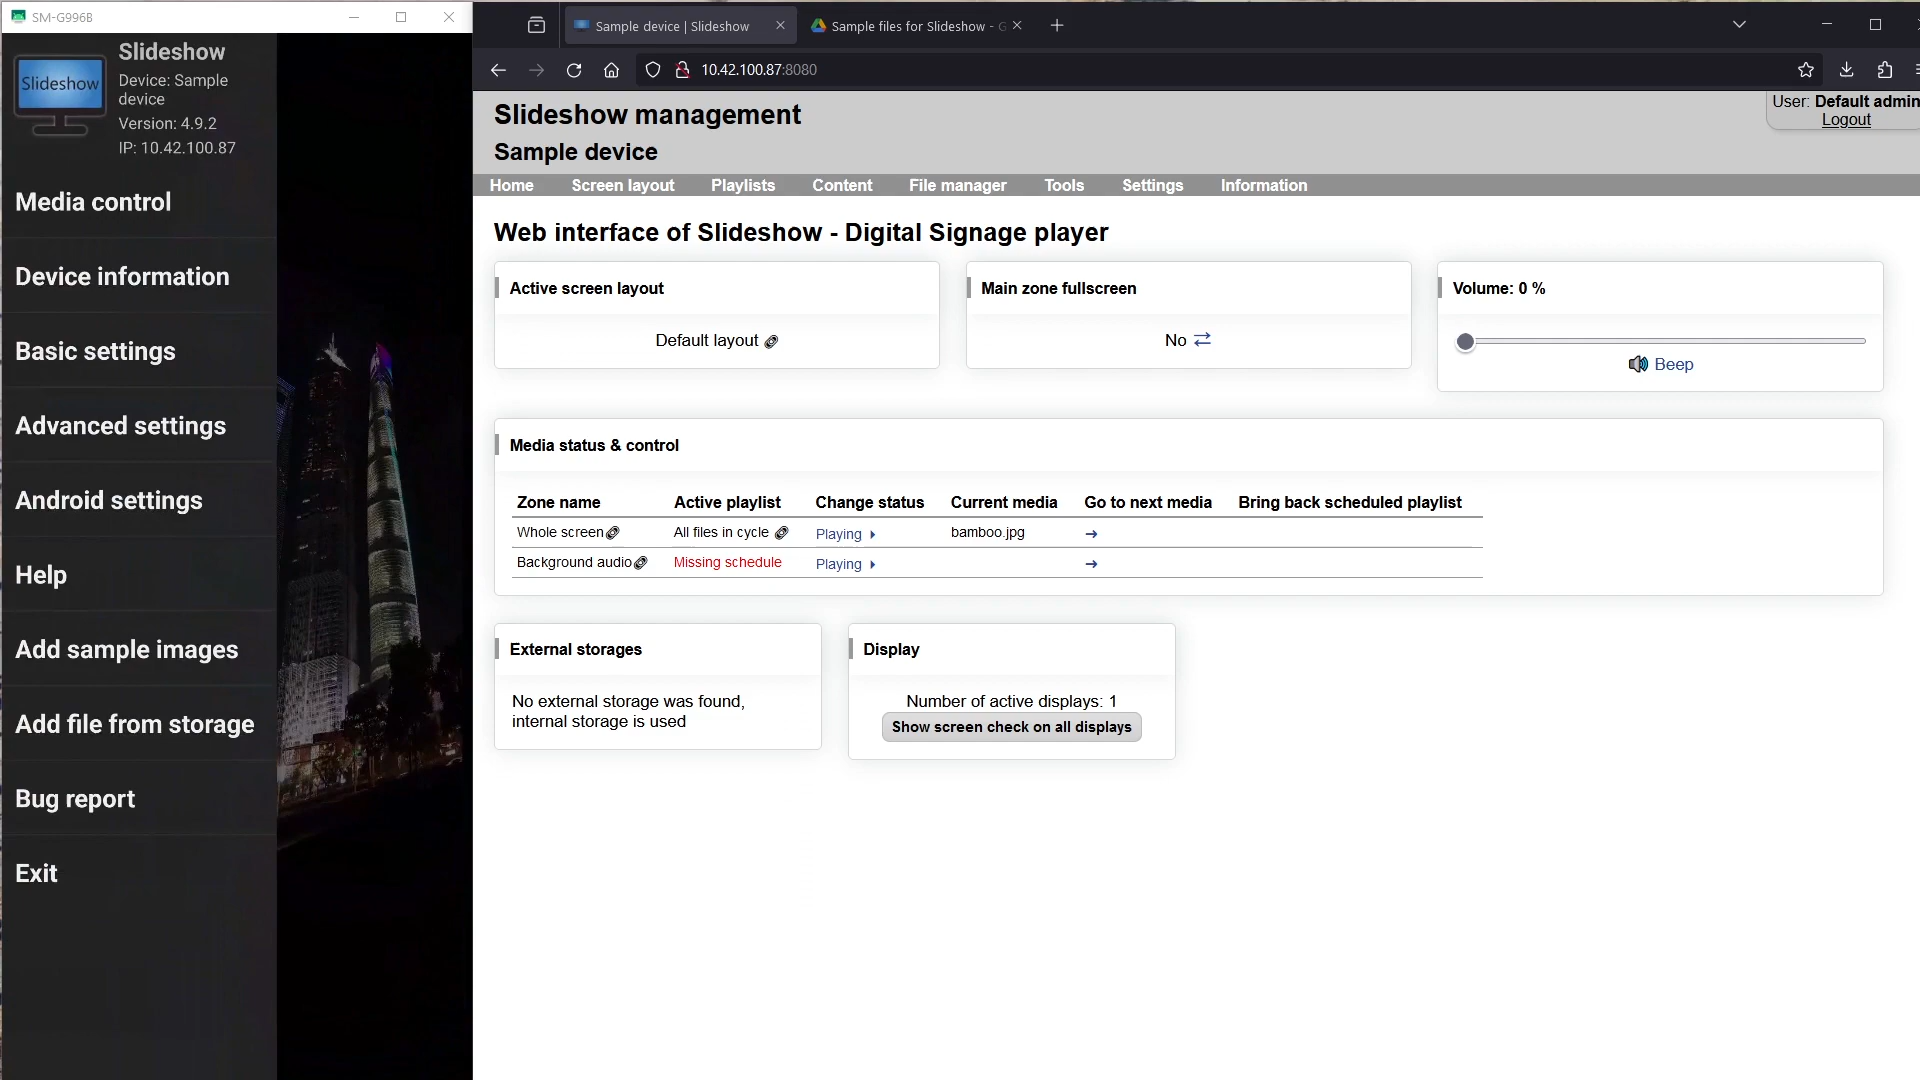 SM-G996B
Slideshow
Slideshow
Device: Sample
device
Version: 4.9.2
IP: 10.42.100.87
Media control
Device information
Basic settings
Advanced settings
Android settings
Help
Add sample images
Add file from storage
Bug report
Exit
Sample device | Slideshow
Sample files for Slideshow - G
10.42.100.87:8080
Slideshow management
User: Default admin
Logout
Sample device
Home Screen layout Playlists Content File manager Tools Settings Information
Web interface of Slideshow - Digital Signage player
Active screen layout
Default layout
Main zone fullscreen
No
Volume: 0 %
Beep
Media status & control
Zone name Active playlist Change status Current media Go to next media Bring back scheduled playlist
Whole screen All files in cycle Playing bamboo.jpg
Background audio Missing schedule Playing
External storages
No external storage was found,
internal storage is used
Display
Number of active displays: 1
Show screen check on all displays